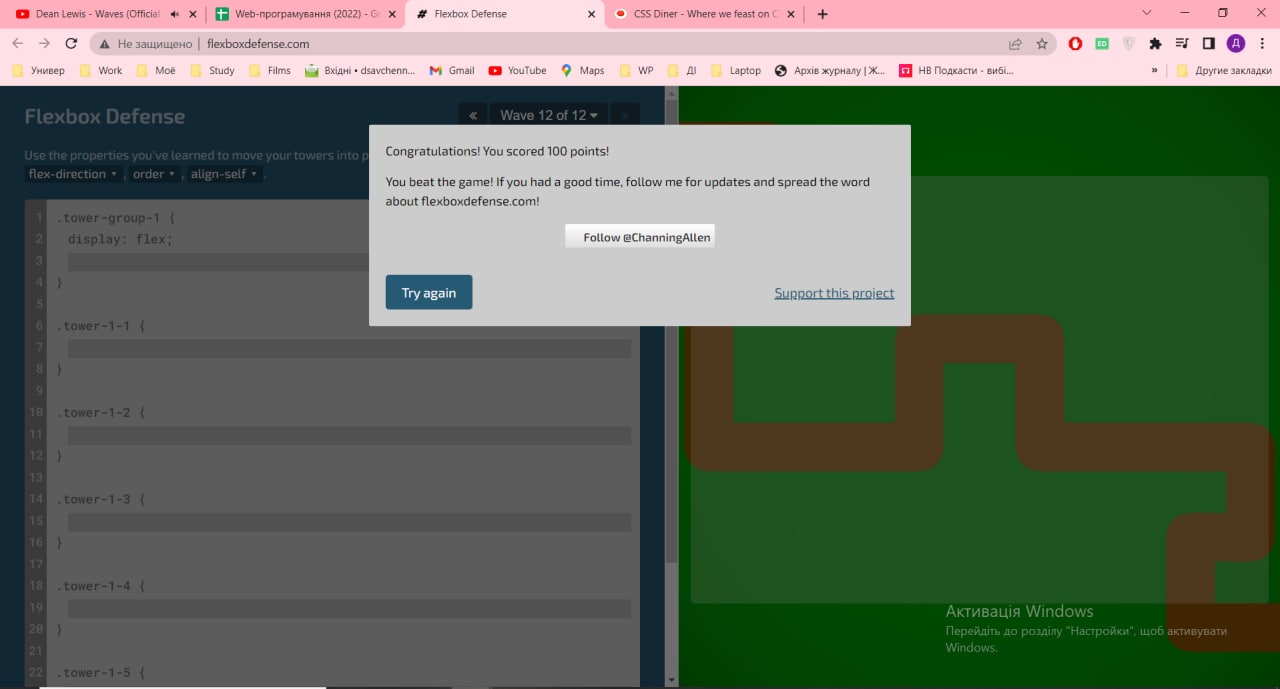 Dean Lewis - Waves (Official
Web-програмування (2022) - Go
Flexbox Defense
CSS Diner - Where we feast on C
Не защищено
flexboxdefense.com
ED
Д
Универ
Work
Моё
Study
Films
Вхідні • dsavchenn...
Gmail
YouTube
Maps
WP
ДІ
Laptop
Архів журналу | Ж...
НВ Подкасти - вибі...
»
Другие закладки
Flexbox Defense
« Wave 12 of 12 »
Use the properties you've learned to move your towers into p
flex-direction , order , align-self .
1 .tower-group-1 {
2 display: flex;
3
4 }
5
6 .tower-1-1 {
7
8 }
9
10 .tower-1-2 {
11
12 }
13
14 .tower-1-3 {
15
16 }
17
18 .tower-1-4 {
19
20 }
21
22 .tower-1-5 {
Congratulations! You scored 100 points!
You beat the game! If you had a good time, follow me for updates and spread the word
about flexboxdefense.com!
Follow @ChanningAllen
Try again
Support this project
Активація Windows
Перейдіть до розділу "Настройки", щоб активувати
Windows.